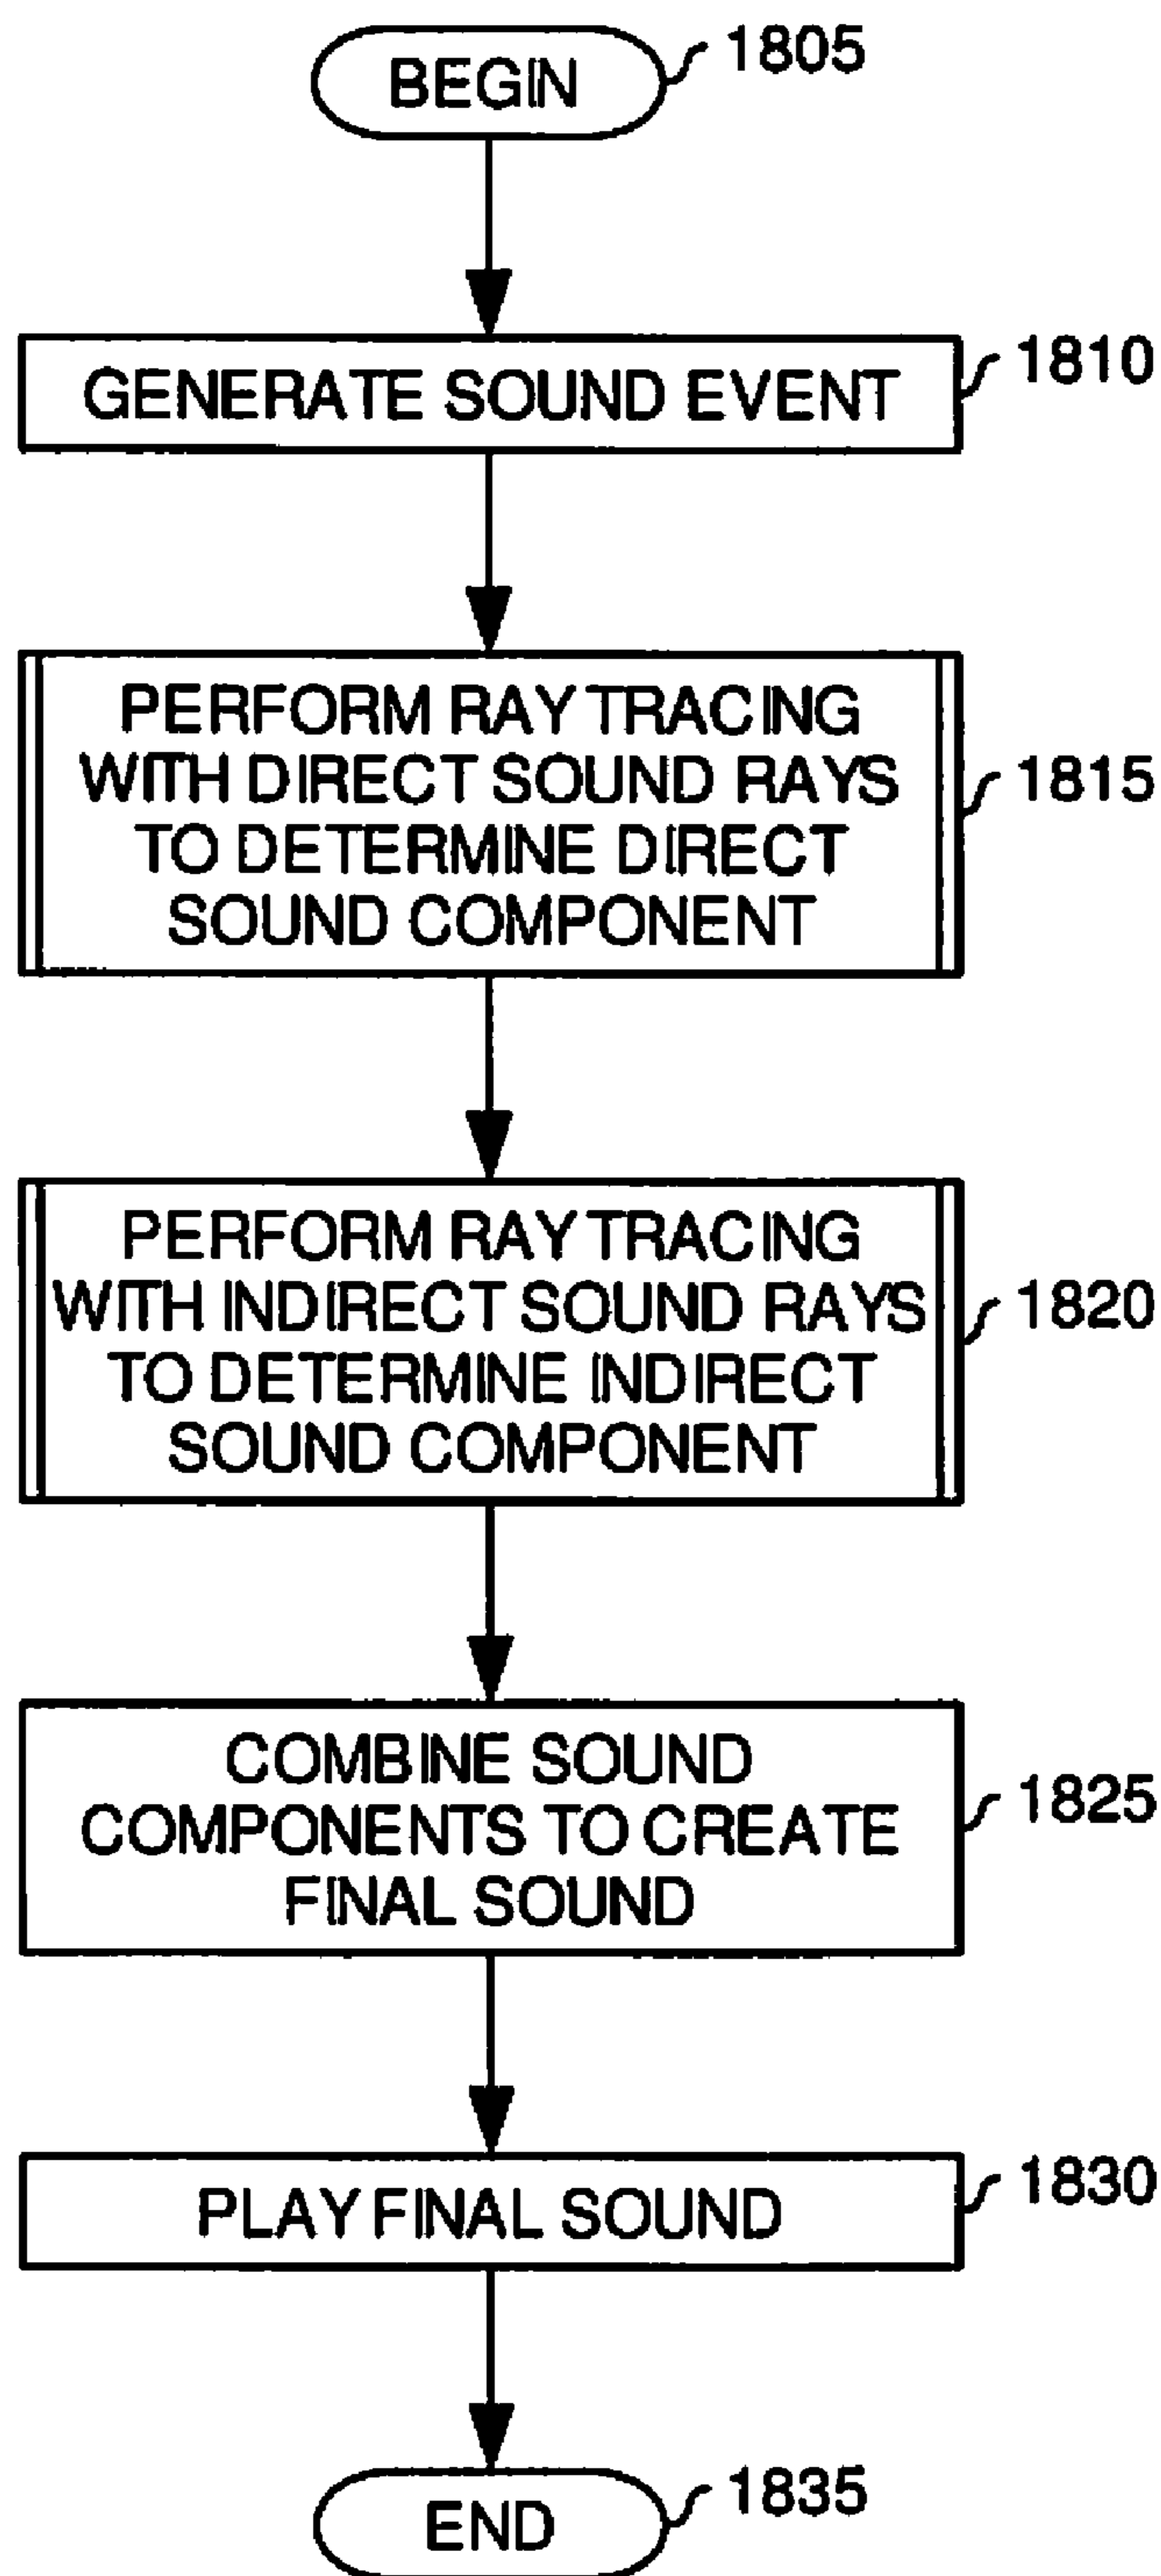 BEGIN
1805
GENERATE SOUND EVENT
1810
PERFORM RAY TRACING
WITH DIRECT SOUND RAYS
TO DETERMINE DIRECT
SOUND COMPONENT
1815
PERFORM RAY TRACING
WITH INDIRECT SOUND RAYS
TO DETERMINE INDIRECT
SOUND COMPONENT
1820
COMBINE SOUND
COMPONENTS TO CREATE
FINAL SOUND
1825
PLAY FINAL SOUND
1830
END
1835